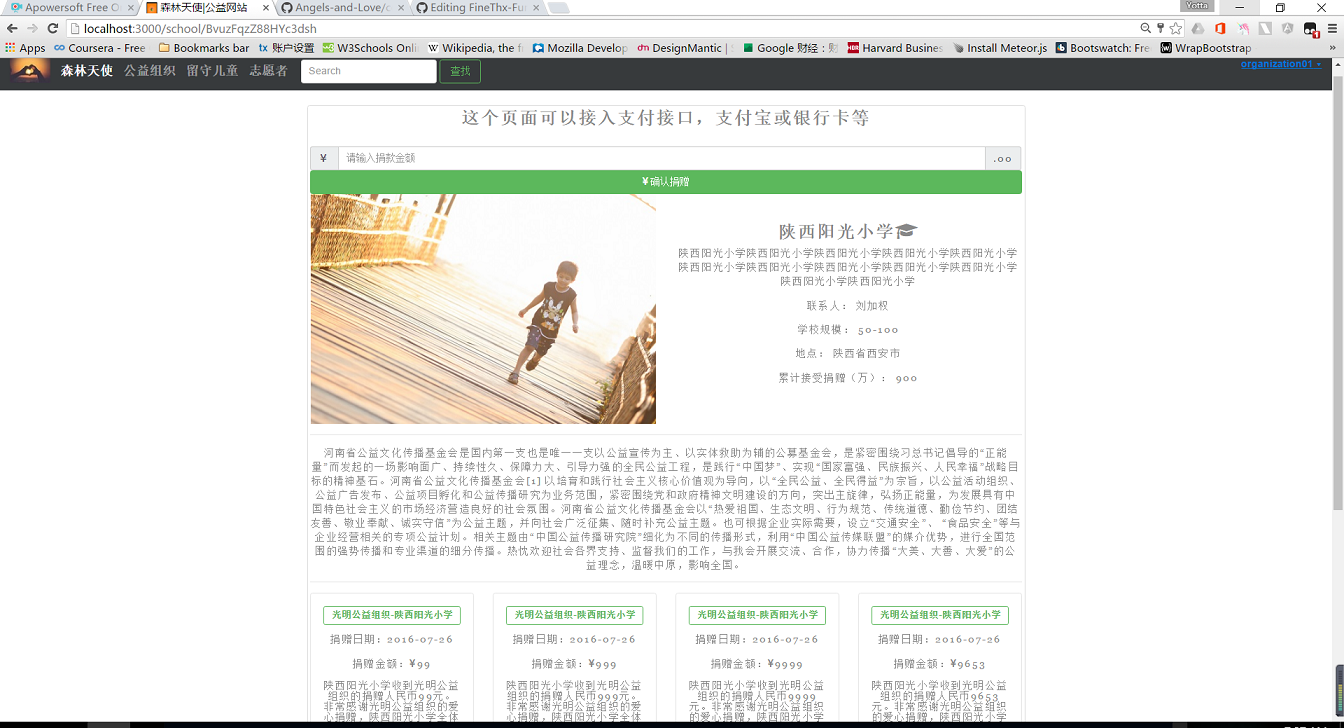 Yotta
Apowersoft Free O
森林天使|公益网站
Angels-and-Love/c
Editing FineThx-Fur
localhost:3000/school/BvuzFqzZ88HYc3dsh
Apps Coursera - Free Bookmarks bar tx 账户设置 W3Schools Onli Wikipedia, the f Mozilla Develop DesignMantic | Google 财经：财 Harvard Busines Install Meteor.js Bootswatch: Free WrapBootstrap »
森林天使 公益组织 留守儿童 志愿者 Search 查找 organization01
这个页面可以接入支付接口，支付宝或银行卡等
¥ 请输入捐款金额 .00
¥确认捐赠
陕西阳光小学
陕西阳光小学陕西阳光小学陕西阳光小学陕西阳光小学陕西阳光小学
陕西阳光小学陕西阳光小学陕西阳光小学陕西阳光小学陕西阳光小学
陕西阳光小学陕西阳光小学
联系人： 刘加权
学校规模： 50-100
地点： 陕西省西安市
累计接受捐赠（万）： 900
河南省公益文化传播基金会是国内第一支也是唯一一支以公益宣传为主、以实体救助为辅的公募基金会，是紧密围绕习总书记倡导的“正能
量”而发起的一场影响面广、持续性久、保障力大、引导力强的全民公益工程，是践行“中国梦”、实现“国家富强、民族振兴、人民幸福”战略目
标的精神基石。河南省公益文化传播基金会[1] 以培育和践行社会主义核心价值观为导向，以“全民公益、全民得益”为宗旨，以公益活动组织、
公益广告发布、公益项目孵化和公益传播研究为业务范围，紧密围绕党和政府精神文明建设的方向，突出主旋律，弘扬正能量，为发展具有中
国特色社会主义的市场经济营造良好的社会氛围。河南省公益文化传播基金会以“热爱祖国、生态文明、行为规范、传统道德、勤俭节约、团结
友善、敬业奉献、诚实守信”为公益主题，并向社会广泛征集、随时补充公益主题。也可根据企业实际需要，设立“交通安全”、 “食品安全”等与
企业经营相关的专项公益计划。相关主题由“中国公益传播研究院”细化为不同的传播形式，利用“中国公益传媒联盟”的媒介优势，进行全国范
围的强势传播和专业渠道的细分传播。热忱欢迎社会各界支持、监督我们的工作，与我会开展交流、合作，协力传播“大美、大善、大爱”的公
益理念，温暖中原，影响全国。
光明公益组织-陕西阳光小学 光明公益组织-陕西阳光小学 光明公益组织-陕西阳光小学 光明公益组织-陕西阳光小学
捐赠日期：2016-07-26 捐赠日期：2016-07-26 捐赠日期：2016-07-26 捐赠日期：2016-07-26
捐赠金额：¥99 捐赠金额：¥999 捐赠金额：¥9999 捐赠金额：¥9653
陕西阳光小学收到光明公益 陕西阳光小学收到光明公益 陕西阳光小学收到光明公益 陕西阳光小学收到光明公益
组织的捐赠人民币99元。 组织的捐赠人民币999元。 组织的捐赠人民币9999 组织的捐赠人民币9653
非常感谢光明公益组织的爱 非常感谢光明公益组织的爱 元。非常感谢光明公益组织 元。非常感谢光明公益组织
心捐赠，陕西阳光小学全体 心捐赠，陕西阳光小学全体 的爱心捐赠，陕西阳光小学 的爱心捐赠，陕西阳光小学